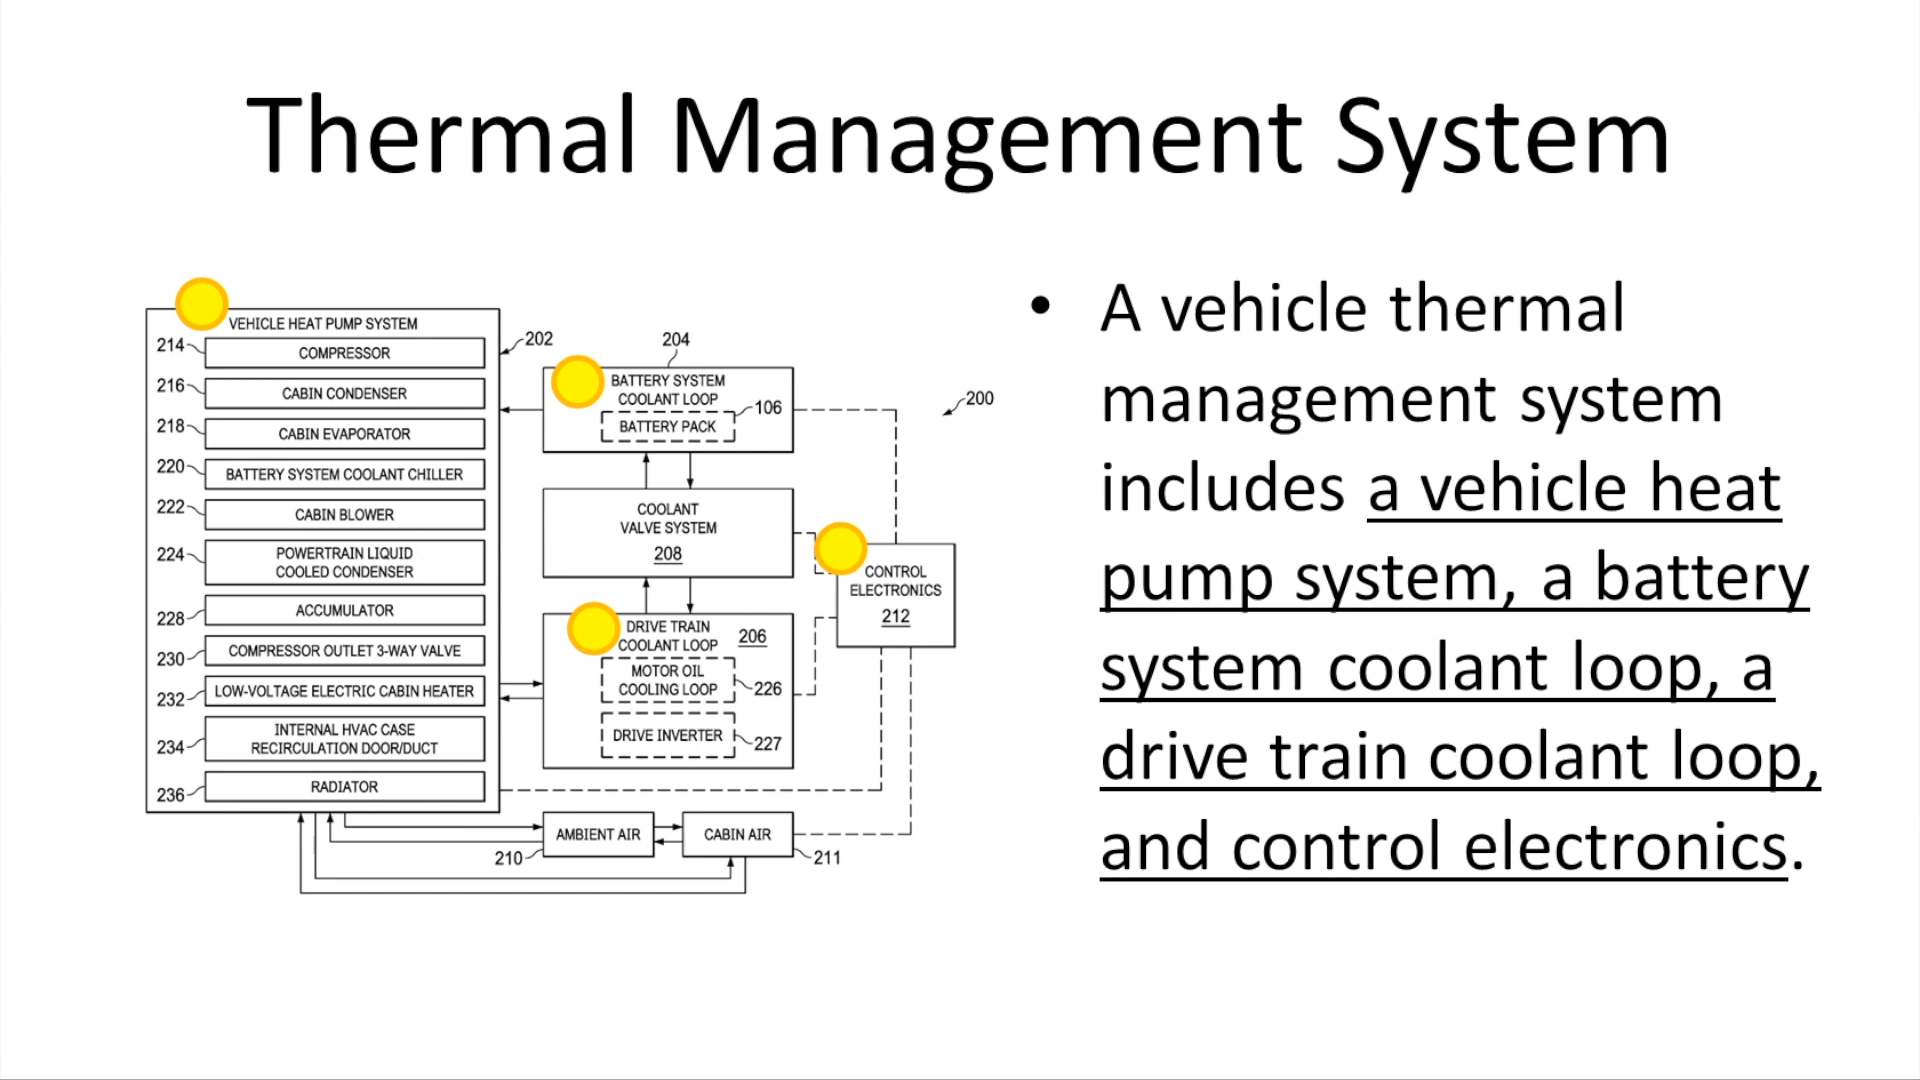 Thermal Management System
VEHICLE HEAT PUMP SYSTEM
202
214
COMPRESSOR
216
CABIN CONDENSER
218
CABIN EVAPORATOR
220
BATTERY SYSTEM COOLANT CHILLER
222
CABIN BLOWER
224
POWERTRAIN LIQUID
COOLED CONDENSER
228
ACCUMULATOR
230
COMPRESSOR OUTLET 3-WAY VALVE
232
LOW-VOLTAGE ELECTRIC CABIN HEATER
234
INTERNAL HVAC CASE
RECIRCULATION DOOR/DUCT
236
RADIATOR
204
BATTERY SYSTEM
COOLANT LOOP
106
BATTERY PACK
200
COOLANT
VALVE SYSTEM
208
CONTROL
ELECTRONICS
212
DRIVE TRAIN
COOLANT LOOP
206
MOTOR OIL
COOLING LOOP
226
DRIVE INVERTER
227
AMBIENT AIR
210
CABIN AIR
211
• A vehicle thermal
management system
includes a vehicle heat
pump system, a battery
system coolant loop, a
drive train coolant loop,
and control electronics.